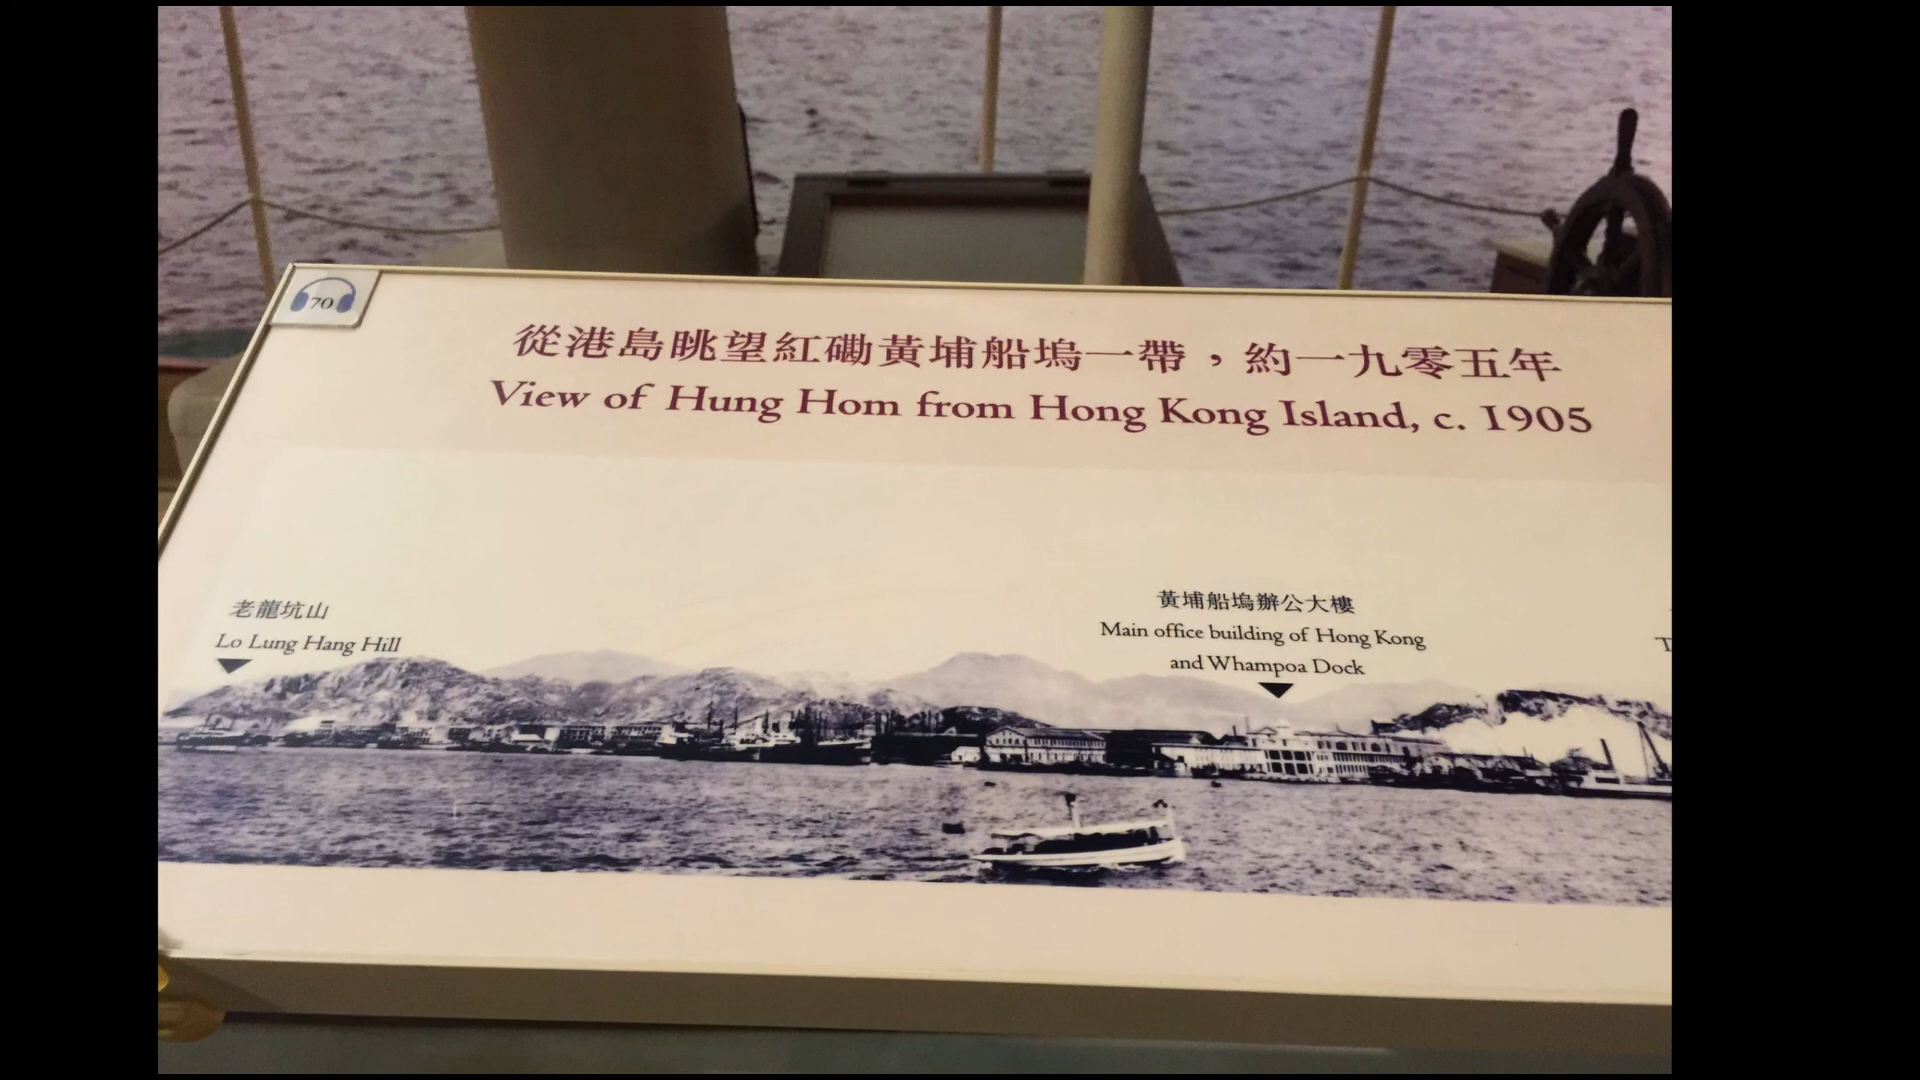 70
從港島眺望紅磡黃埔船塢一帶，約一九零五年
View of Hung Hom from Hong Kong Island, c. 1905
老龍坑山
Lo Lung Hang Hill
黃埔船塢辦公大樓
Main office building of Hong Kong
and Whampoa Dock